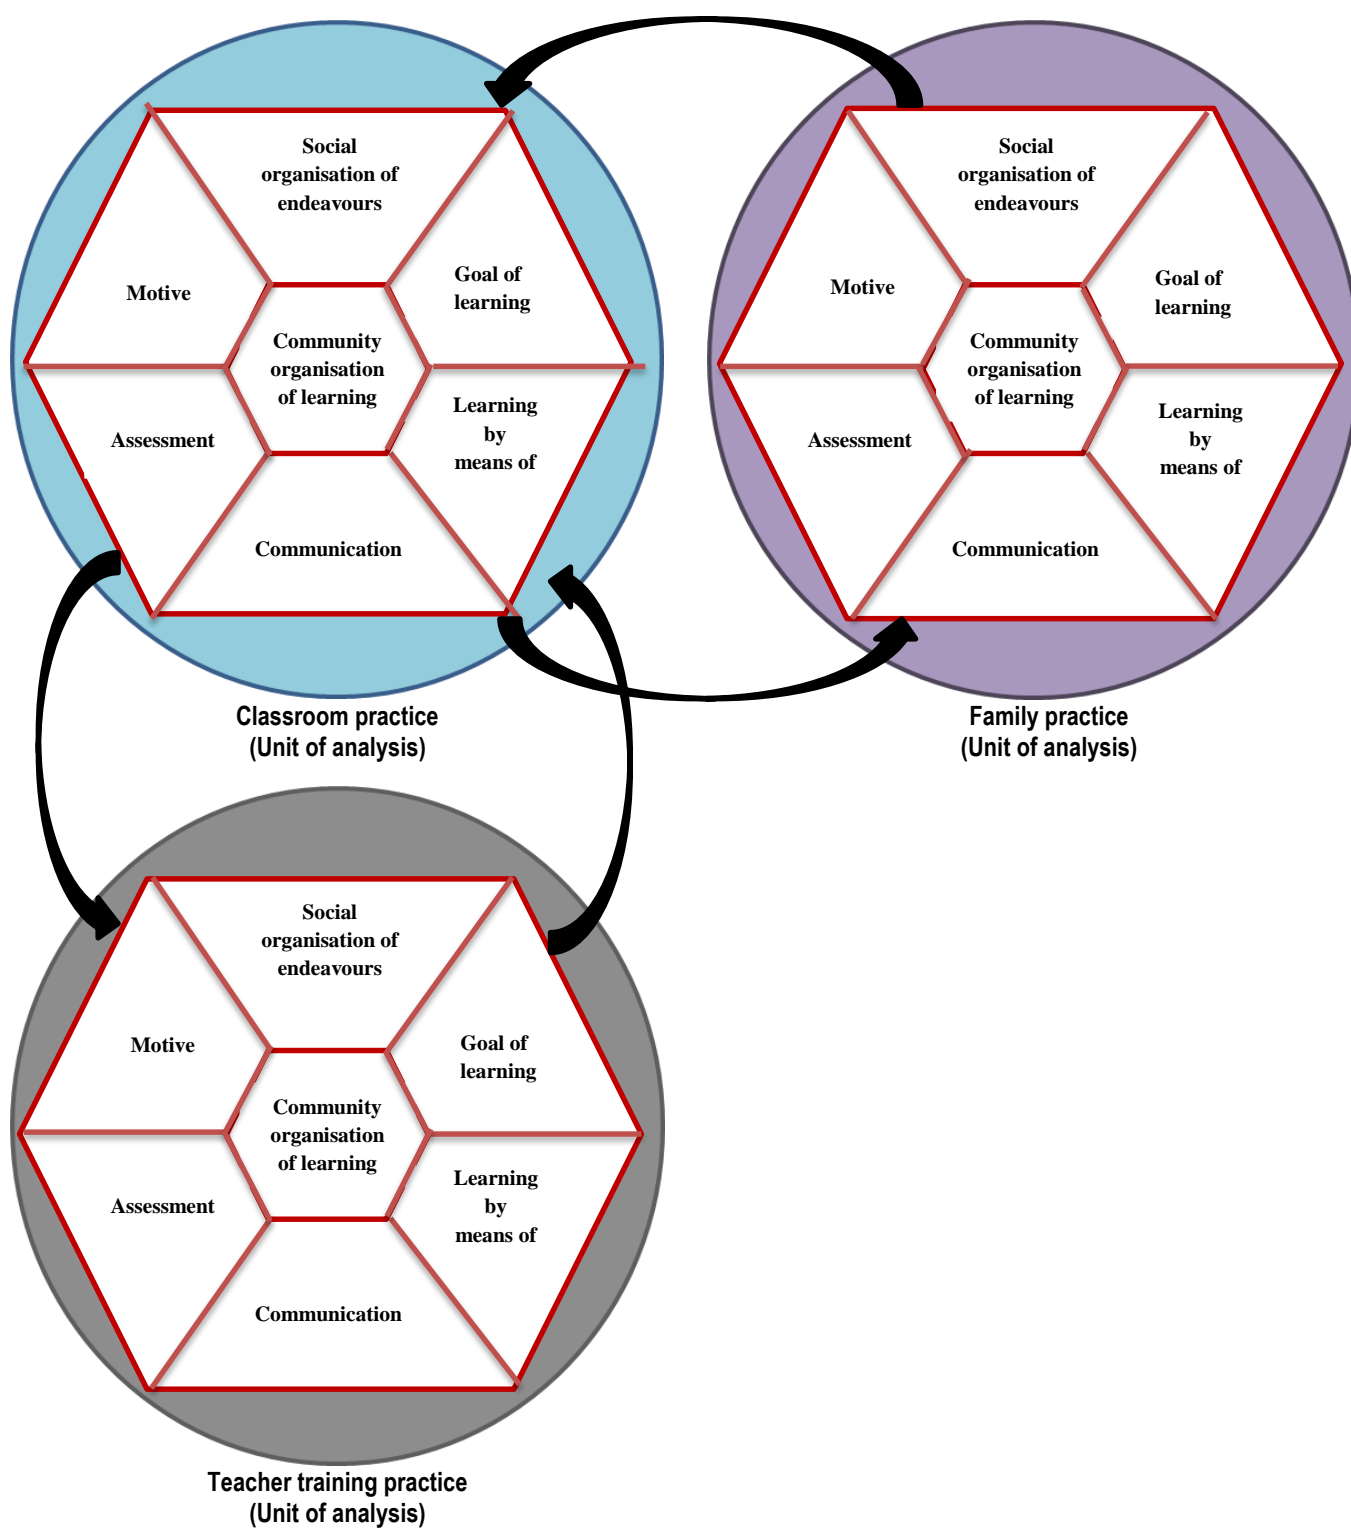 Social
organisation of
endeavours
Motive
Goal of
learning
Community
organisation
of learning
Assessment
Learning
by
means of
Communication
Classroom practice
(Unit of analysis)
Social
organisation of
endeavours
Motive
Goal of
learning
Community
organisation
of learning
Assessment
Learning
by
means of
Communication
Family practice
(Unit of analysis)
Social
organisation of
endeavours
Motive
Goal of
learning
Community
organisation
of learning
Assessment
Learning
by
means of
Communication
Teacher training practice
(Unit of analysis)